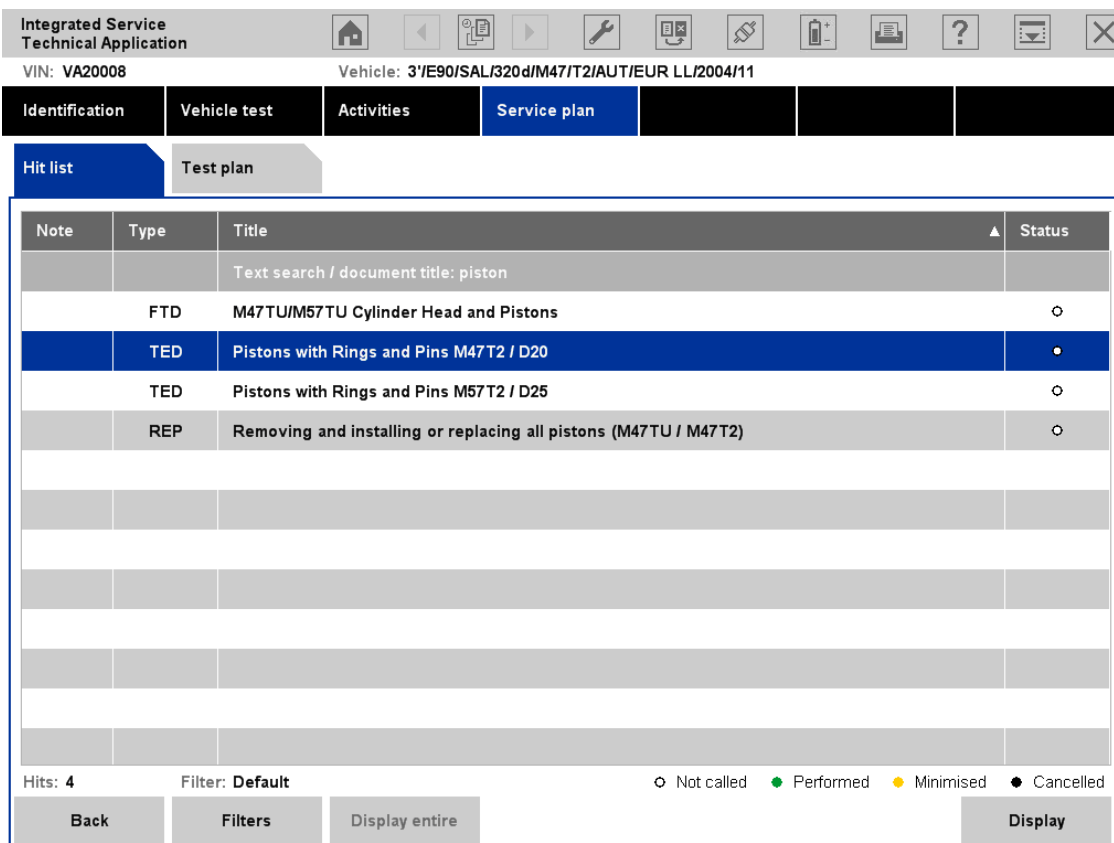 Integrated Service
Technical Application
VIN: VA20008 Vehicle: 3'/E90/SAL/320d/M47/T2/AUT/EUR LL/2004/11
Identification Vehicle test Activities Service plan
Hit list Test plan
Note Type Title Status
Text search / document title: piston
FTD M47TU/M57TU Cylinder Head and Pistons
TED Pistons with Rings and Pins M47T2 / D20
TED Pistons with Rings and Pins M57T2 / D25
REP Removing and installing or replacing all pistons (M47TU / M47T2)
Hits: 4 Filter: Default Not called Performed Minimised Cancelled
Back Filters Display entire Display